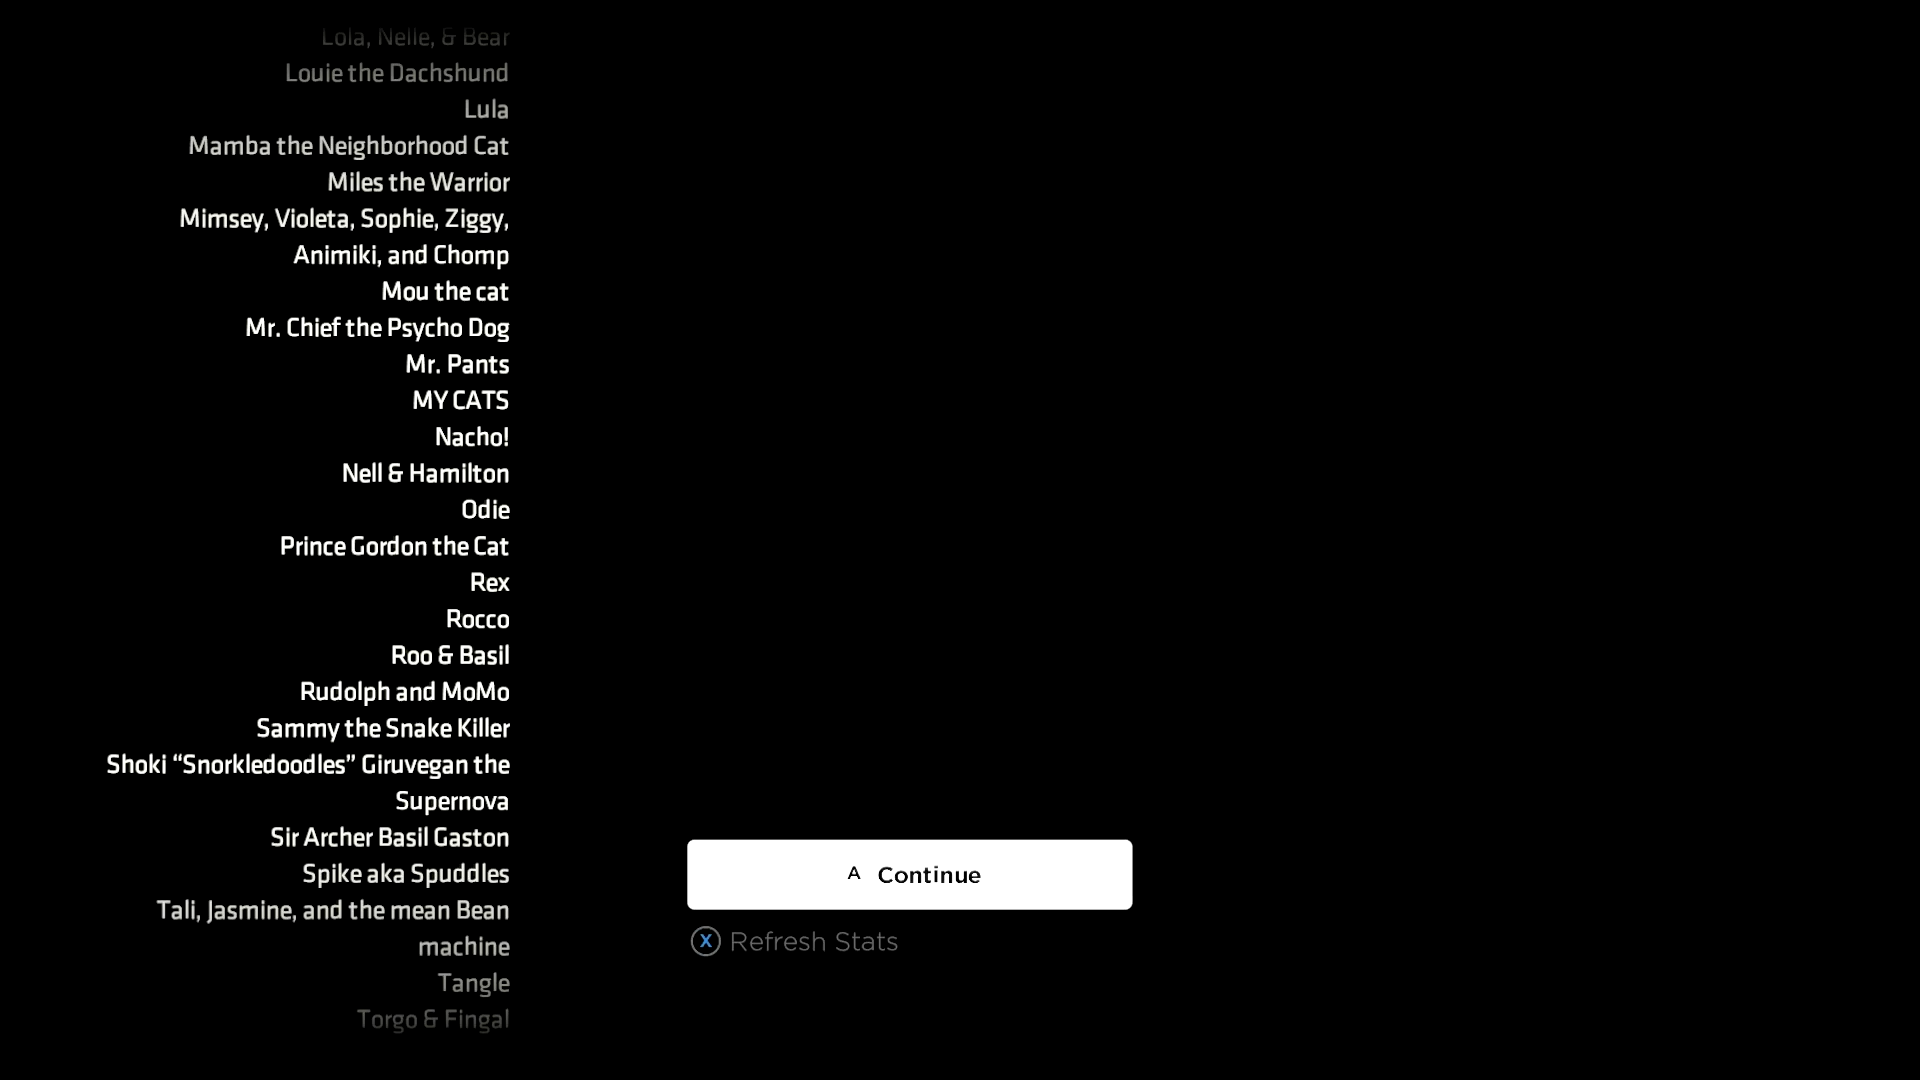 Lola, Nelle, & Bear
Louie the Dachshund
Lula
Mamba the Neighborhood Cat
Miles the Warrior
Mimsey, Violeta, Sophie, Ziggy,
Animiki, and Chomp
Mou the cat
Mr. Chief the Psycho Dog
Mr. Pants
MY CATS
Nacho!
Nell & Hamilton
Odie
Prince Gordon the Cat
Rex
Rocco
Roo & Basil
Rudolph and MoMo
Sammy the Snake Killer
Shoki “Snorkledoodles” Giruvegan the
Supernova
Sir Archer Basil Gaston
Spike aka Spuddles
Tali, Jasmine, and the mean Bean
machine
Tangle
Torgo & Fingal
A Continue
X Refresh Stats